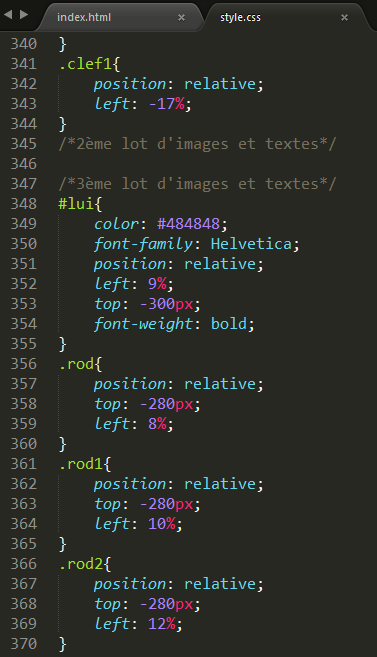 index.html × style.css ×
340 }
341 .clef1{
342 position: relative;
343 left: -17%;
344 }
345 /*2ème lot d'images et textes*/
346
347 /*3ème lot d'images et textes*/
348 #lui{
349 color: #484848;
350 font-family: Helvetica;
351 position: relative;
352 left: 9%;
353 top: -300px;
354 font-weight: bold;
355 }
356 .rod{
357 position: relative;
358 top: -280px;
359 left: 8%;
360 }
361 .rod1{
362 position: relative;
363 top: -280px;
364 left: 10%;
365 }
366 .rod2{
367 position: relative;
368 top: -280px;
369 left: 12%;
370 }